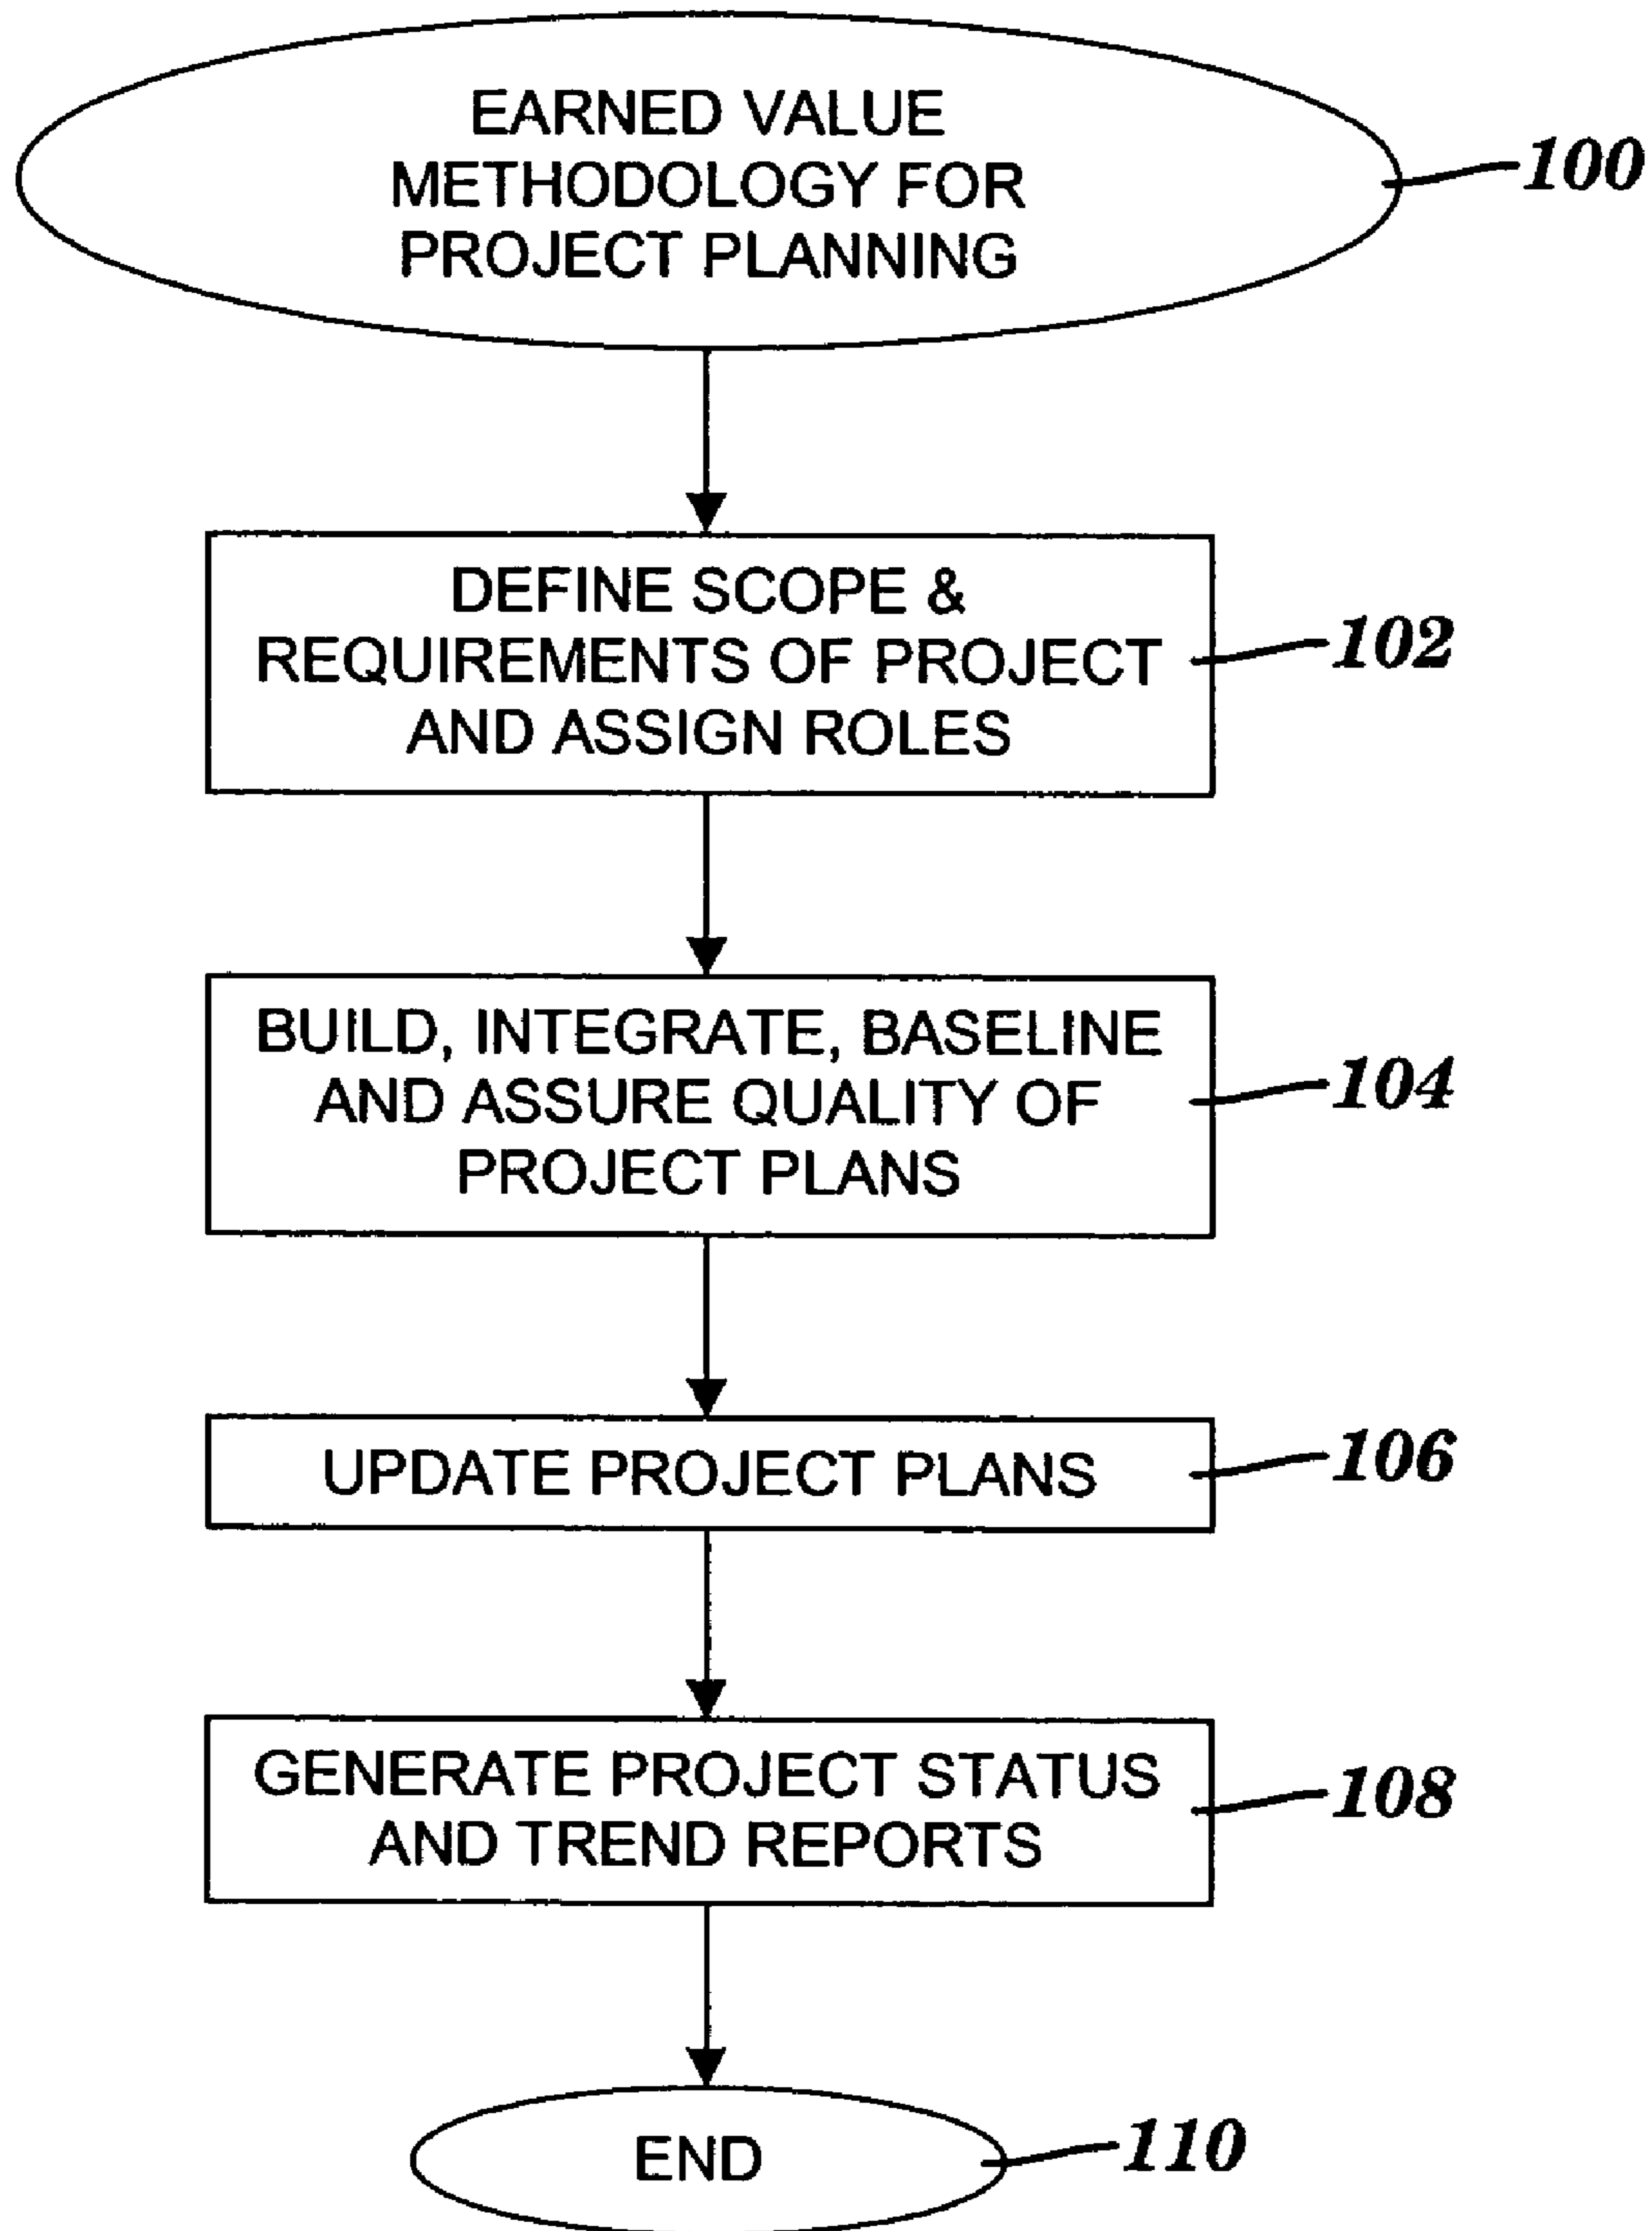 EARNED VALUE
METHODOLOGY FOR
PROJECT PLANNING
100
DEFINE SCOPE &
REQUIREMENTS OF PROJECT
AND ASSIGN ROLES
102
BUILD, INTEGRATE, BASELINE
AND ASSURE QUALITY OF
PROJECT PLANS
104
UPDATE PROJECT PLANS
106
GENERATE PROJECT STATUS
AND TREND REPORTS
108
END
110